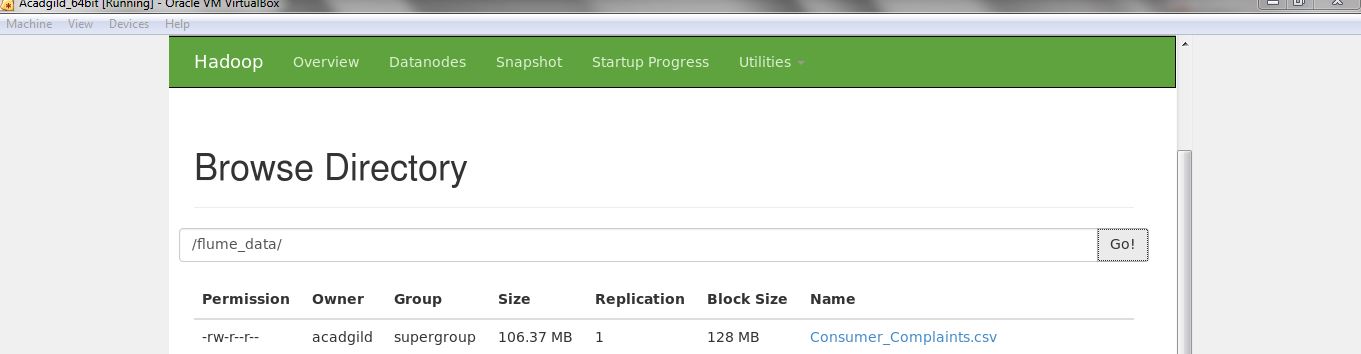 Acadgild_64bit [Running] - Oracle VM VirtualBox
Machine View Devices Help
Hadoop Overview Datanodes Snapshot Startup Progress Utilities
Browse Directory
/flume_data/ Go!
Permission Owner Group Size Replication Block Size Name
-rw-r--r-- acadgild supergroup 106.37 MB 1 128 MB Consumer_Complaints.csv